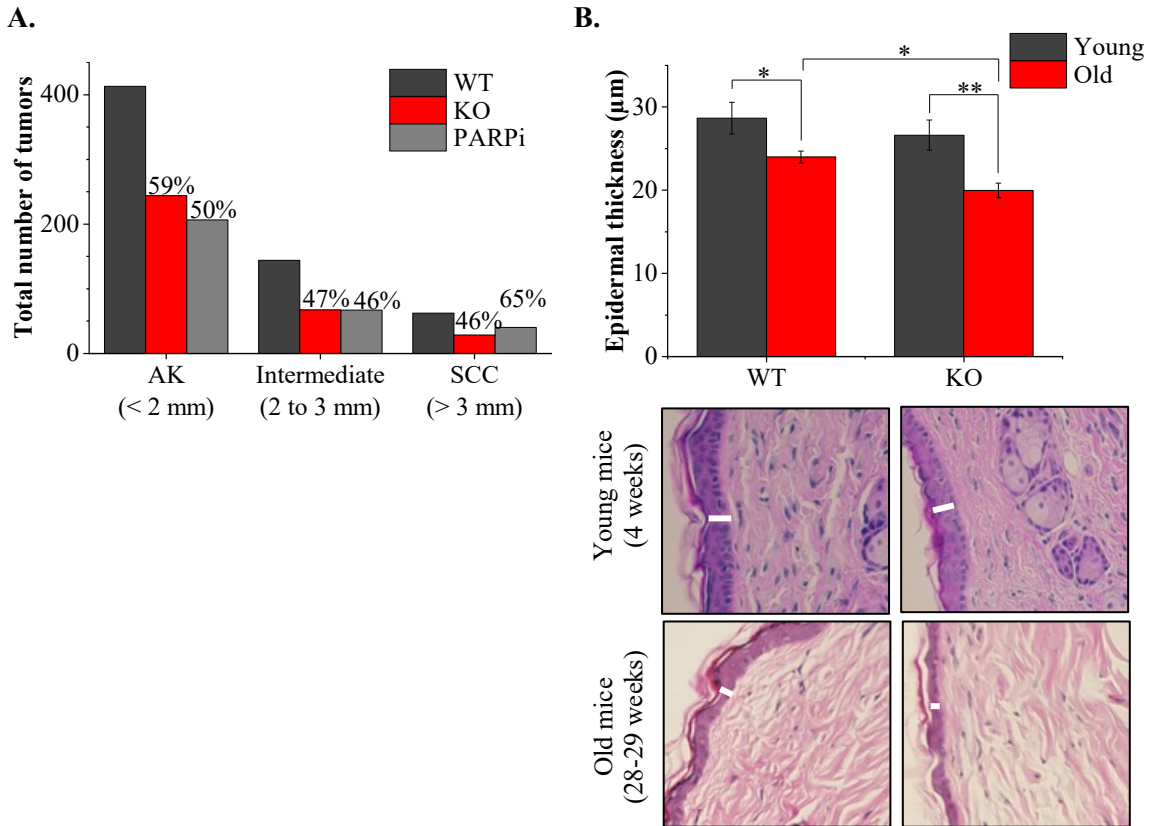 A.
Total number of tumors
400
200
0
WT
KO
PARPi
59%
50%
47%
46%
46%
65%
AK
(< 2 mm)
Intermediate
(2 to 3 mm)
SCC
(> 3 mm)
B.
Young
Old
Epidermal thickness (µm)
30
20
10
0
*
*
**
WT
KO
Young mice
(4 weeks)
Old mice
(28-29 weeks)